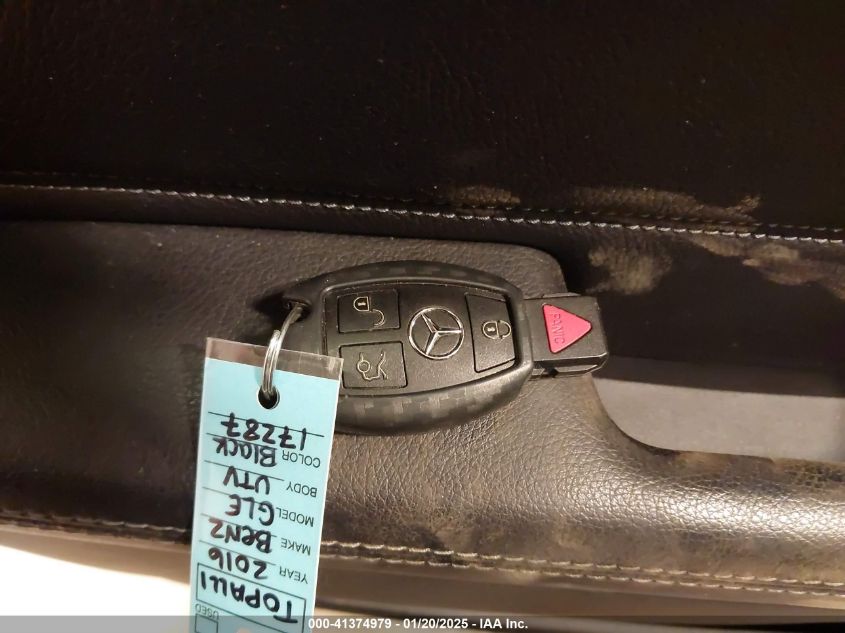 PANIC
USED
TOPALLI
YEAR 2016
MAKE BENZ
MODEL GLE
BODY UTV
COLOR Black
17287
000-41374979 - 01/20/2025 - IAA Inc.